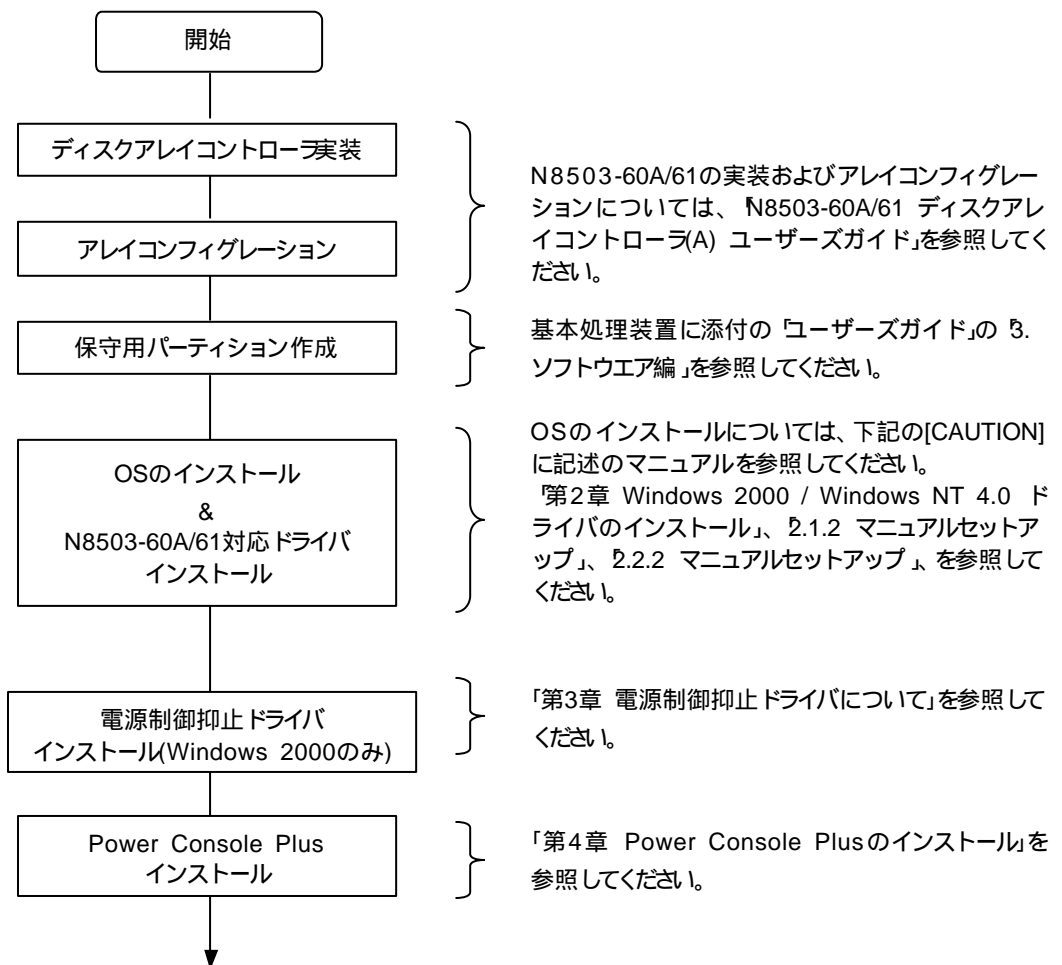 開始
ディスクアレイコントローラ実装
アレイコンフィグレーション
N8503-60A/61の実装およびアレイコンフィグレー
ションについては、「N8503-60A/61 ディスクアレ
イコントローラ(A) ユーザーズガイド」を参照してく
ださい。
保守用パーティション作成
基本処理装置に添付の「ユーザーズガイド」の「3.
ソフトウエア編」を参照してください。
OSのインストール
&
N8503-60A/61対応ドライバ
インストール
OSのインストールについては、下記の[CAUTION]
に記述のマニュアルを参照してください。
「第2章 Windows 2000 / Windows NT 4.0 ド
ライバのインストール」、「2.1.2 マニュアルセットア
ップ」、「2.2.2 マニュアルセットアップ」、を参照して
ください。
電源制御抑止ドライバ
インストール(Windows 2000のみ)
「第3章 電源制御抑止ドライバについて」を参照して
ください。
Power Console Plus
インストール
「第4章 Power Console Plusのインストール」を
参照してください。